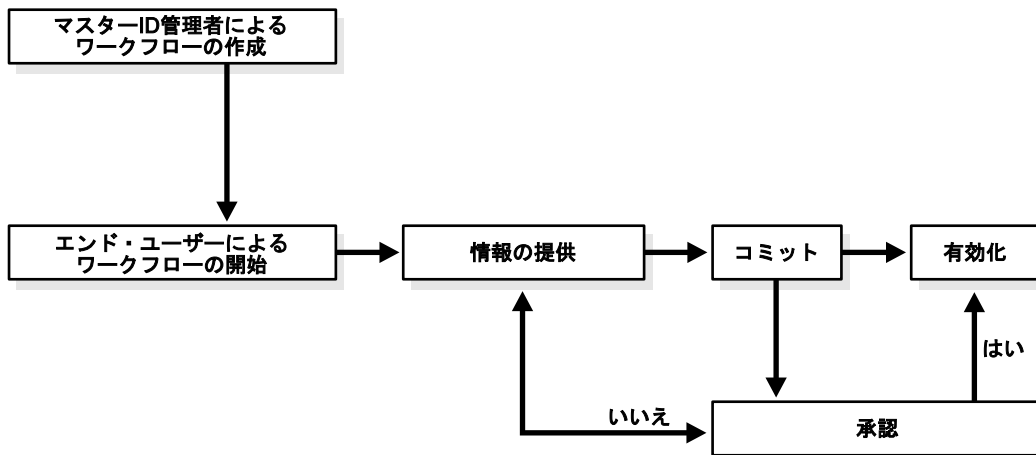 マスターID管理者による
ワークフローの作成
エンド・ユーザーによる
ワークフローの開始
情報の提供
コミット
有効化
はい
いいえ
承認